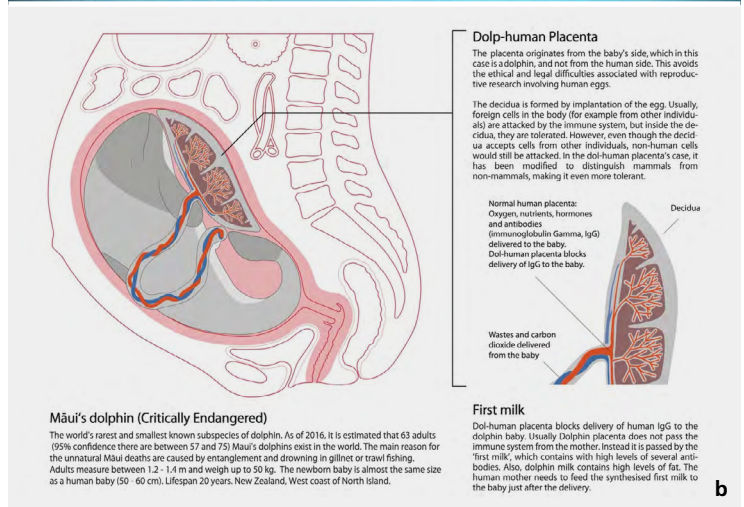 Dolp-human Placenta
The placenta originates from the baby's side, which in this
case is a dolphin, and not from the human side. This avoids
the ethical and legal difficulties associated with reproduc-
tive research involving human eggs.
The decidua is formed by implantation of the egg. Usually,
foreign cells in the body (for example from other individu-
als) are attacked by the immune system, but inside the de-
cidua, they are tolerated. However, even though the decid-
ua accepts cells from other individuals, non-human cells
would still be attacked. In the dol-human placenta's case, it
has been modified to distinguish mammals from
non-mammals, making it even more tolerant.
Normal human placenta:
Oxygen, nutrients, hormones
and antibodies
(immunoglobulin Gamma, IgG)
delivered to the baby.
Dol-human placenta blocks
delivery of IgG to the baby.
Decidua
Wastes and carbon
dioxide delivered
from the baby
Māui's dolphin (Critically Endangered)
The world's rarest and smallest known subspecies of dolphin. As of 2016, it is estimated that 63 adults
(95% confidence there are between 57 and 75) Maui's dolphins exist in the world. The main reason for
the unnatural Māui deaths are caused by entanglement and drowning in gillnet or trawl fishing.
Adults measure between 1.2 - 1.4 m and weigh up to 50 kg. The newborn baby is almost the same size
as a human baby (50 - 60 cm). Lifespan 20 years. New Zealand, West coast of North Island.
First milk
Dol-human placenta blocks delivery of human IgG to the
dolphin baby. Usually Dolphin placenta does not pass the
immune system from the mother. Instead it is passed by the
'first milk', which contains with high levels of several anti-
bodies. Also, dolphin milk contains high levels of fat. The
human mother needs to feed the synthesised first milk to
the baby just after the delivery.
b